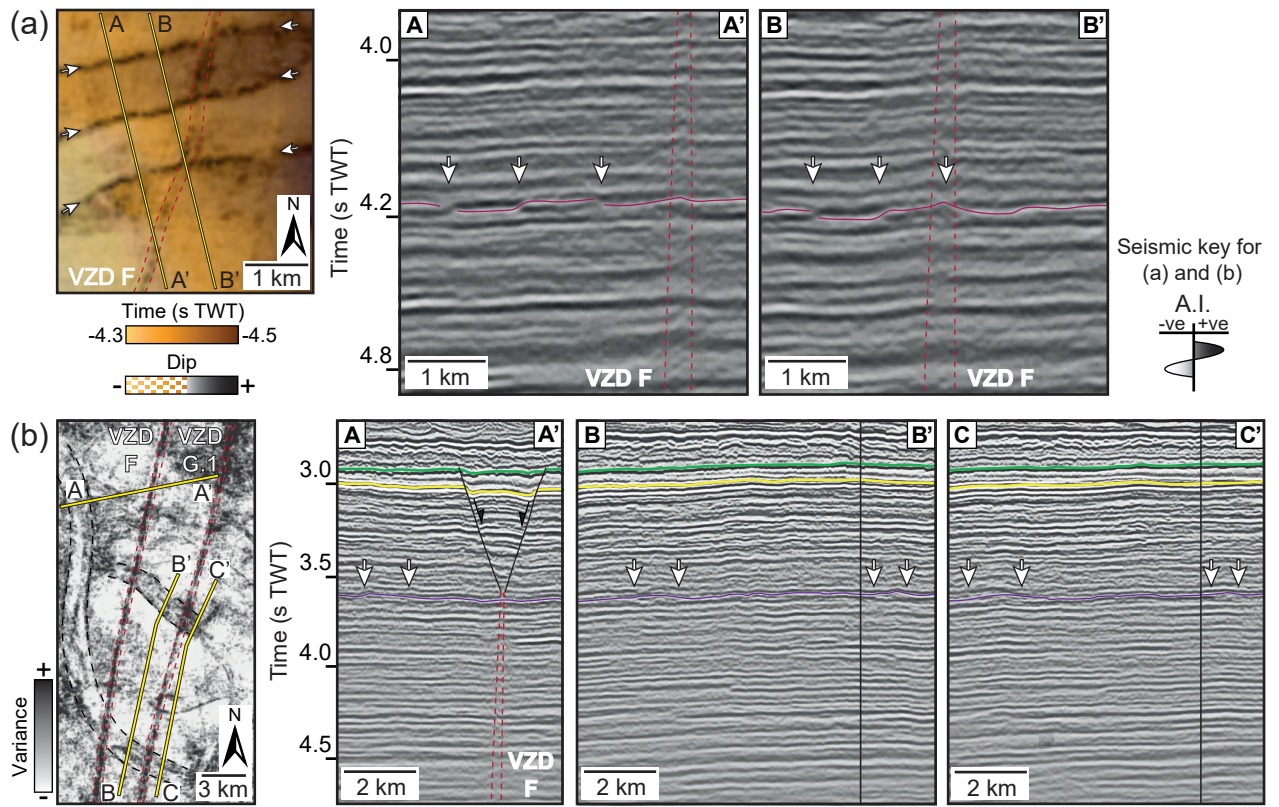 (a)
A
B
VZD F
A'
B'
N
1 km
Time (s TWT)
-4.3
-4.5
Dip
-
+
Time (s TWT)
4.0
4.2
4.8
A
A'
1 km
VZD F
B
B'
1 km
VZD F
Seismic key for
(a) and (b)
A.I.
-ve
+ve
(b)
VZD
F
VZD
G.1
A
A'
B'
C'
B
C
N
3 km
+
Variance
-
Time (s TWT)
3.0
3.5
4.0
4.5
A
A'
2 km
VZD
F
B
B'
2 km
C
C'
2 km